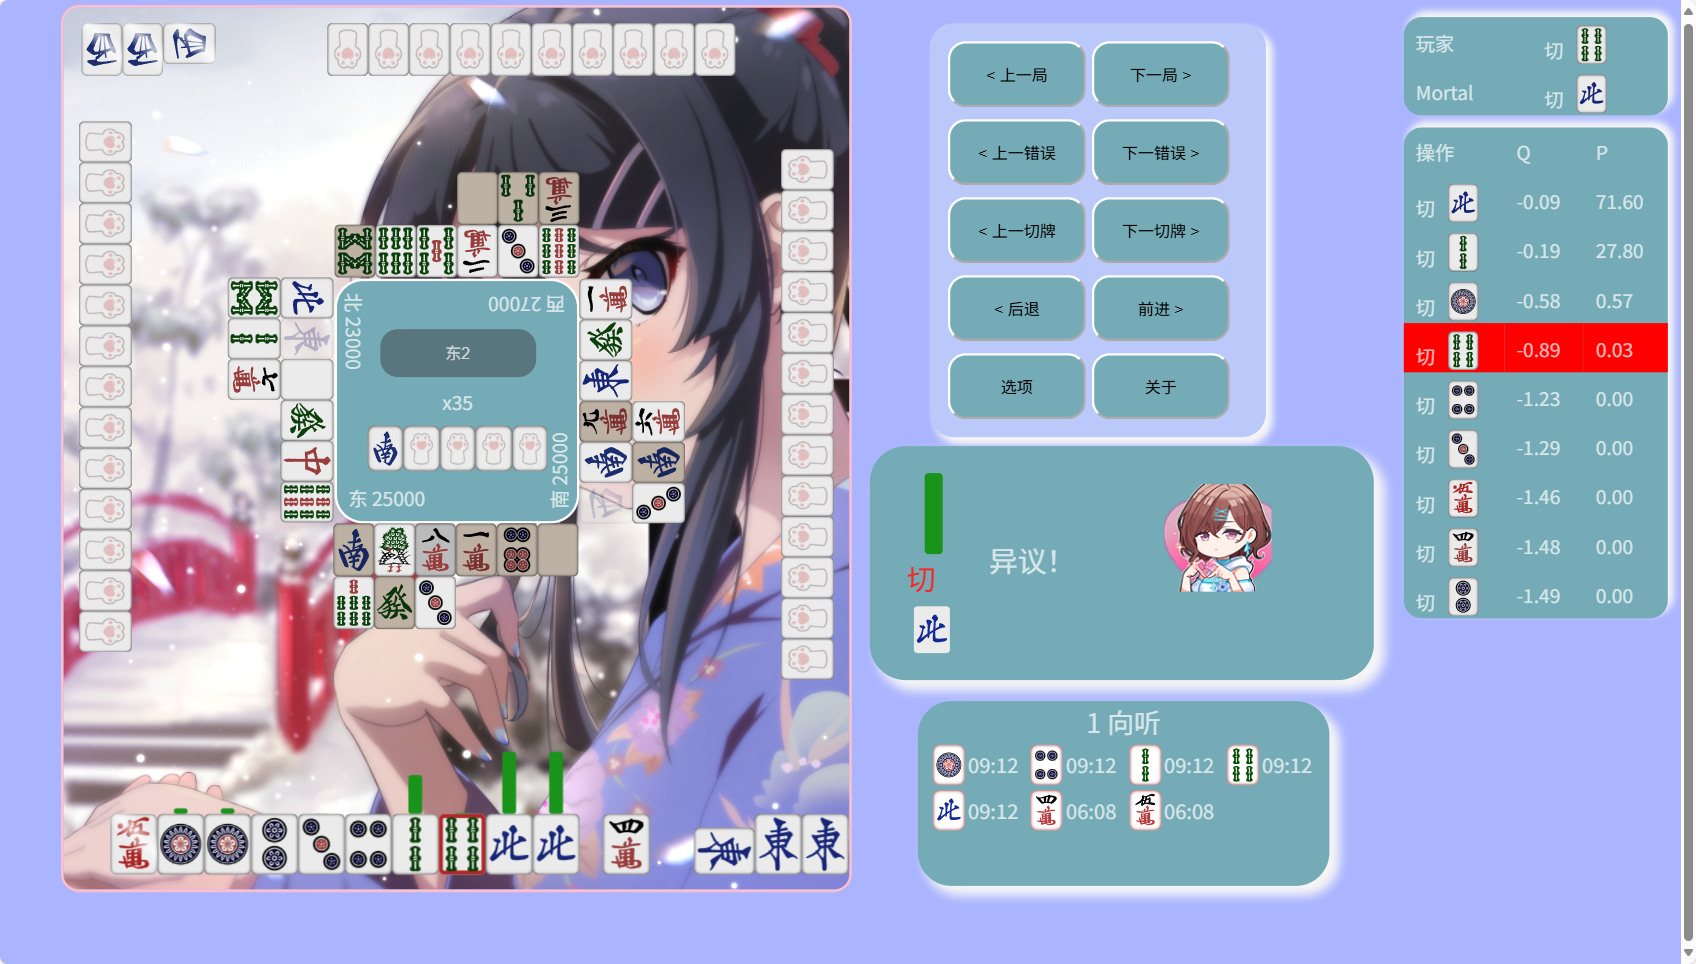 < 上一局
下一局 >
< 上一错误
下一错误 >
< 上一切牌
下一切牌 >
< 后退
前进 >
选项
关于
玩家
切
Mortal
切
操作 Q P
切 -0.09 71.60
切 -0.19 27.80
切 -0.58 0.57
切 -0.89 0.03
切 -1.23 0.00
切 -1.29 0.00
切 -1.46 0.00
切 -1.48 0.00
切 -1.49 0.00
北 23000
西 27000
东2
x35
东 25000
南 25000
切
异议!
1 向听
09:12 09:12 09:12 09:12
09:12 06:08 06:08